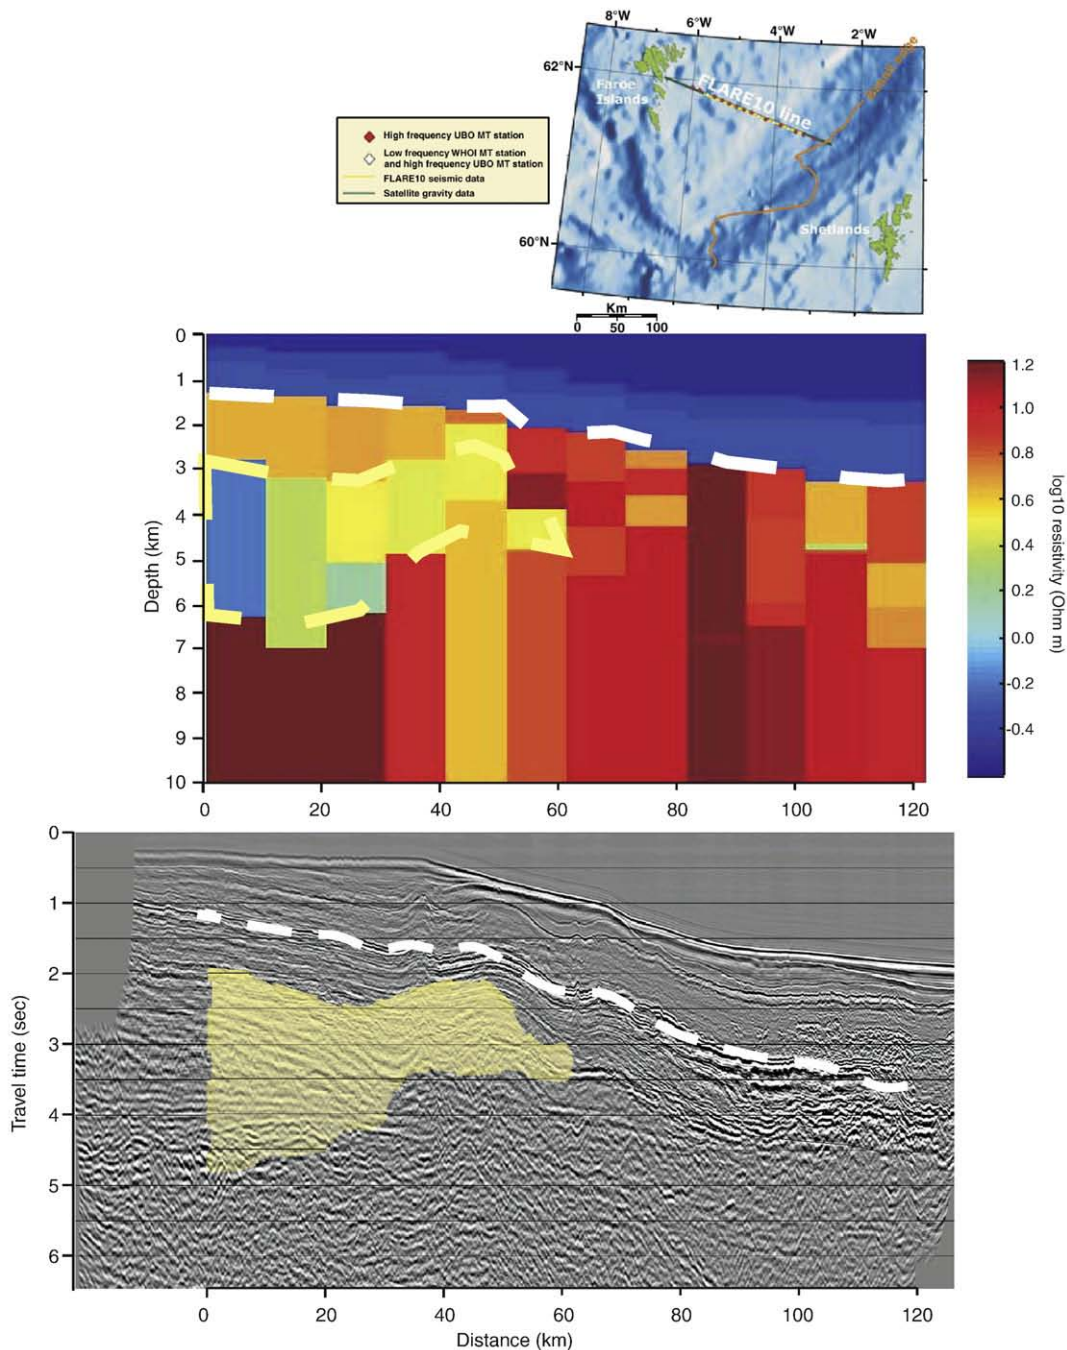 8°W 6°W 4°W 2°W
62°N
Faroe
Islands
FLARE10 line
Shetlands
60°N
High frequency UBO MT station
Low frequency WHOI MT station
and high frequency UBO MT station
FLARE10 seismic data
Satellite gravity data
Km
0 50 100
0
1
2
3
4
5
6
7
8
9
10
Depth (km)
0 20 40 60 80 100 120
1.2
1.0
0.8
0.6
0.4
0.2
0.0
-0.2
-0.4
log10 resistivity (Ohm m)
0
1
2
3
4
5
6
Travel time (sec)
0 20 40 60 80 100 120
Distance (km)